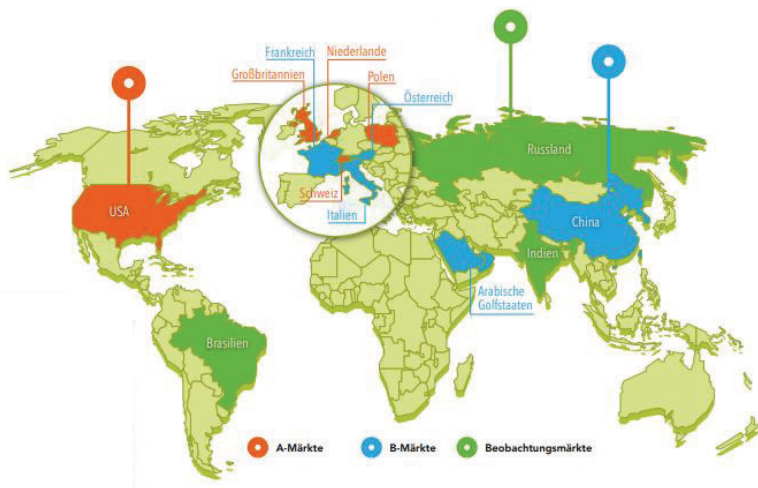 Frankreich
Niederlande
Großbritannien
Polen
Österreich
Russland
USA
Schweiz
Italien
China
Indien
Arabische
Golfstaaten
Brasilien
A-Märkte
B-Märkte
Beobachtungsmärkte